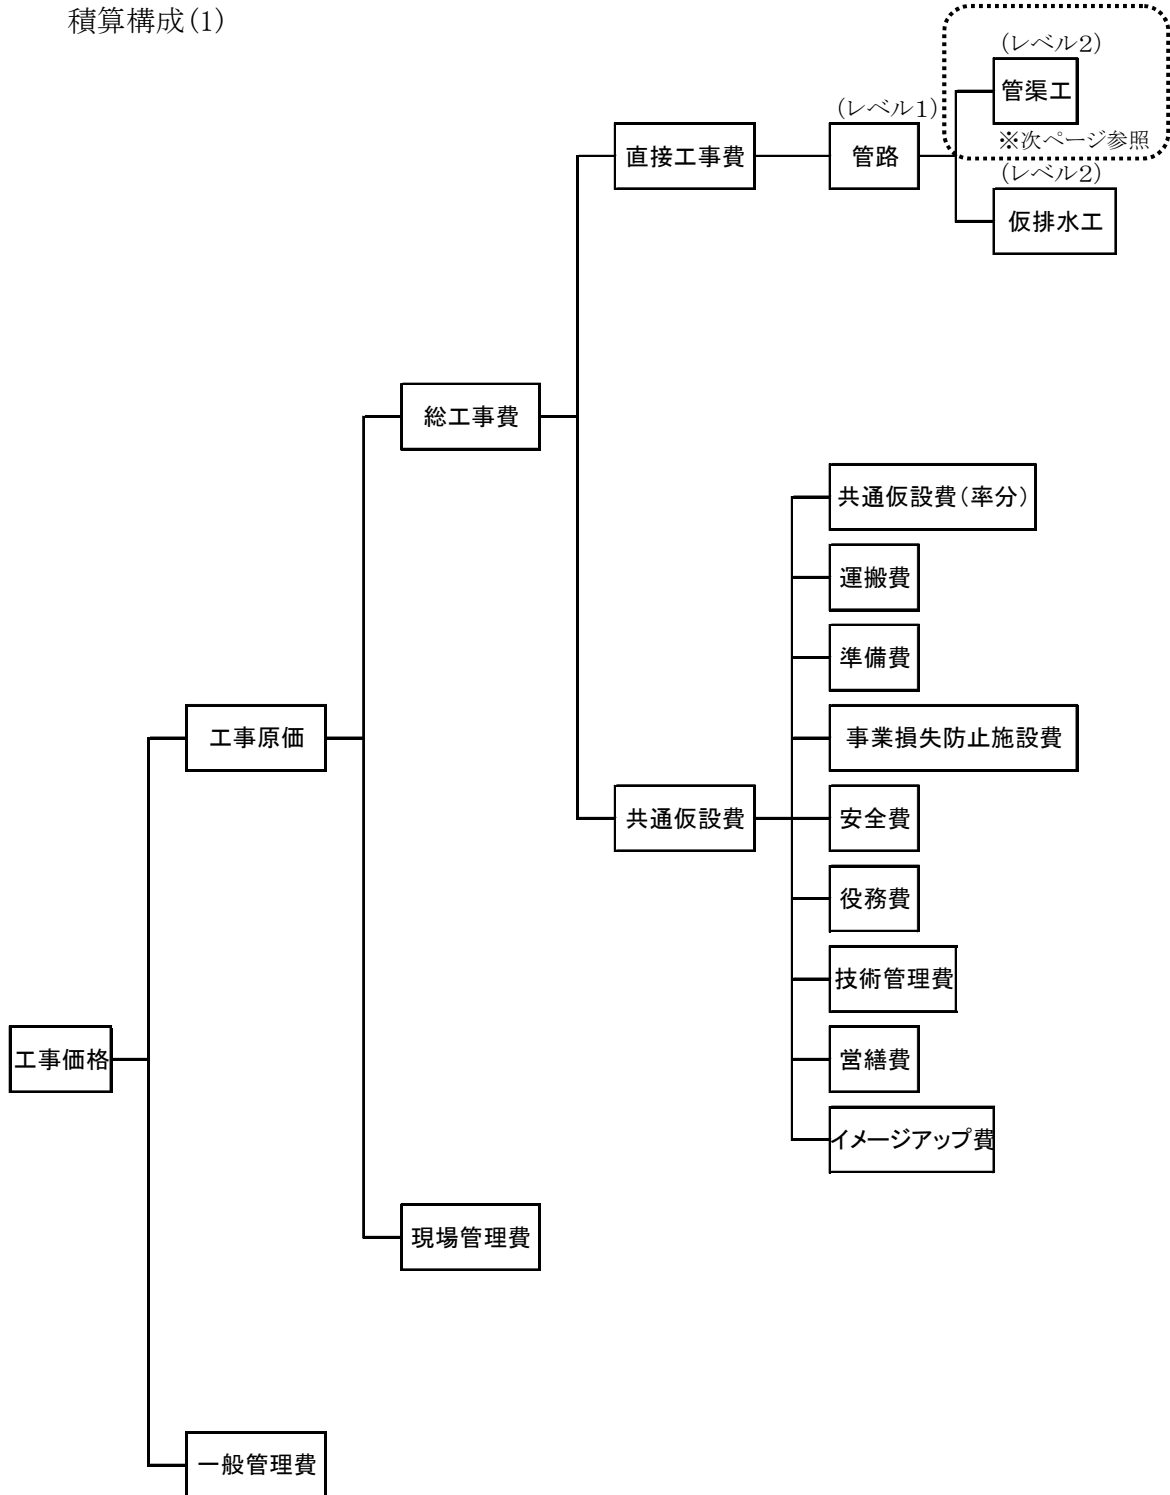 積算構成(1)
(レベル2)
管渠工
※次ページ参照
(レベル1)
直接工事費
管路
(レベル2)
仮排水工
総工事費
共通仮設費(率分)
運搬費
準備費
工事原価
事業損失防止施設費
共通仮設費
安全費
役務費
技術管理費
工事価格
営繕費
イメージアップ費
現場管理費
一般管理費